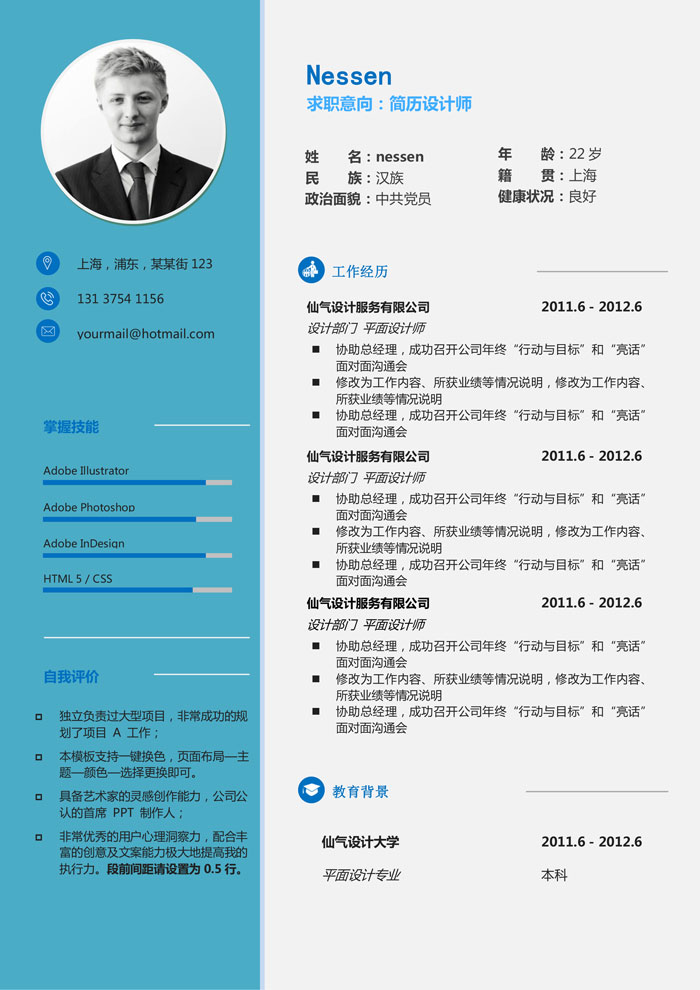 上海，浦东，某某街 123
131 3754 1156
yourmail@hotmail.com
掌握技能
Adobe Illustrator
Adobe Photoshop
Adobe InDesign
HTML 5 / CSS
自我评价
独立负责过大型项目，非常成功的规
划了项目 A 工作；
本模板支持一键换色，页面布局—主
题—颜色—选择更换即可。
具备艺术家的灵感创作能力，公司公
认的首席 PPT 制作人；
非常优秀的用户心理洞察力，配合丰
富的创意及文案能力极大地提高我的
执行力。段前间距请设置为 0.5 行。
Nessen
求职意向：简历设计师
姓 名：nessen
年 龄：22 岁
民 族：汉族
籍 贯：上海
政治面貌：中共党员
健康状况：良好
工作经历
仙气设计服务有限公司 2011.6 - 2012.6
设计部门 平面设计师
协助总经理，成功召开公司年终“行动与目标”和“亮话”
面对面沟通会
修改为工作内容、所获业绩等情况说明，修改为工作内容、
所获业绩等情况说明
协助总经理，成功召开公司年终“行动与目标”和“亮话”
面对面沟通会
仙气设计服务有限公司 2011.6 - 2012.6
设计部门 平面设计师
协助总经理，成功召开公司年终“行动与目标”和“亮话”
面对面沟通会
修改为工作内容、所获业绩等情况说明，修改为工作内容、
所获业绩等情况说明
协助总经理，成功召开公司年终“行动与目标”和“亮话”
面对面沟通会
仙气设计服务有限公司 2011.6 - 2012.6
设计部门 平面设计师
协助总经理，成功召开公司年终“行动与目标”和“亮话”
面对面沟通会
修改为工作内容、所获业绩等情况说明，修改为工作内容、
所获业绩等情况说明
协助总经理，成功召开公司年终“行动与目标”和“亮话”
面对面沟通会
教育背景
仙气设计大学 2011.6 - 2012.6
平面设计专业 本科